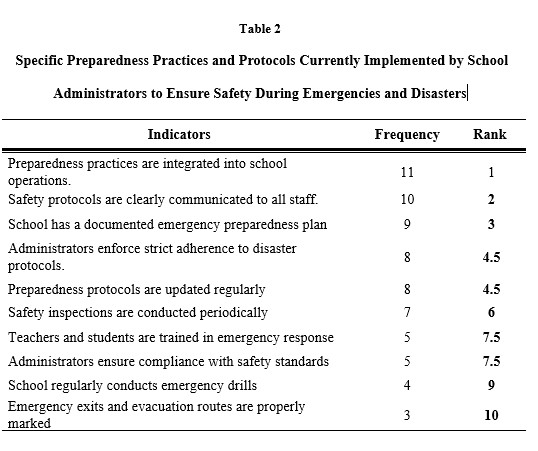 Table 2
Specific Preparedness Practices and Protocols Currently Implemented by School
Administrators to Ensure Safety During Emergencies and Disasters
Indicators Frequency Rank
Preparedness practices are integrated into school
operations. 11 1
Safety protocols are clearly communicated to all staff. 10 2
School has a documented emergency preparedness plan 9 3
Administrators enforce strict adherence to disaster
protocols. 8 4.5
Preparedness protocols are updated regularly 8 4.5
Safety inspections are conducted periodically 7 6
Teachers and students are trained in emergency response 5 7.5
Administrators ensure compliance with safety standards 5 7.5
School regularly conducts emergency drills 4 9
Emergency exits and evacuation routes are properly
marked 3 10